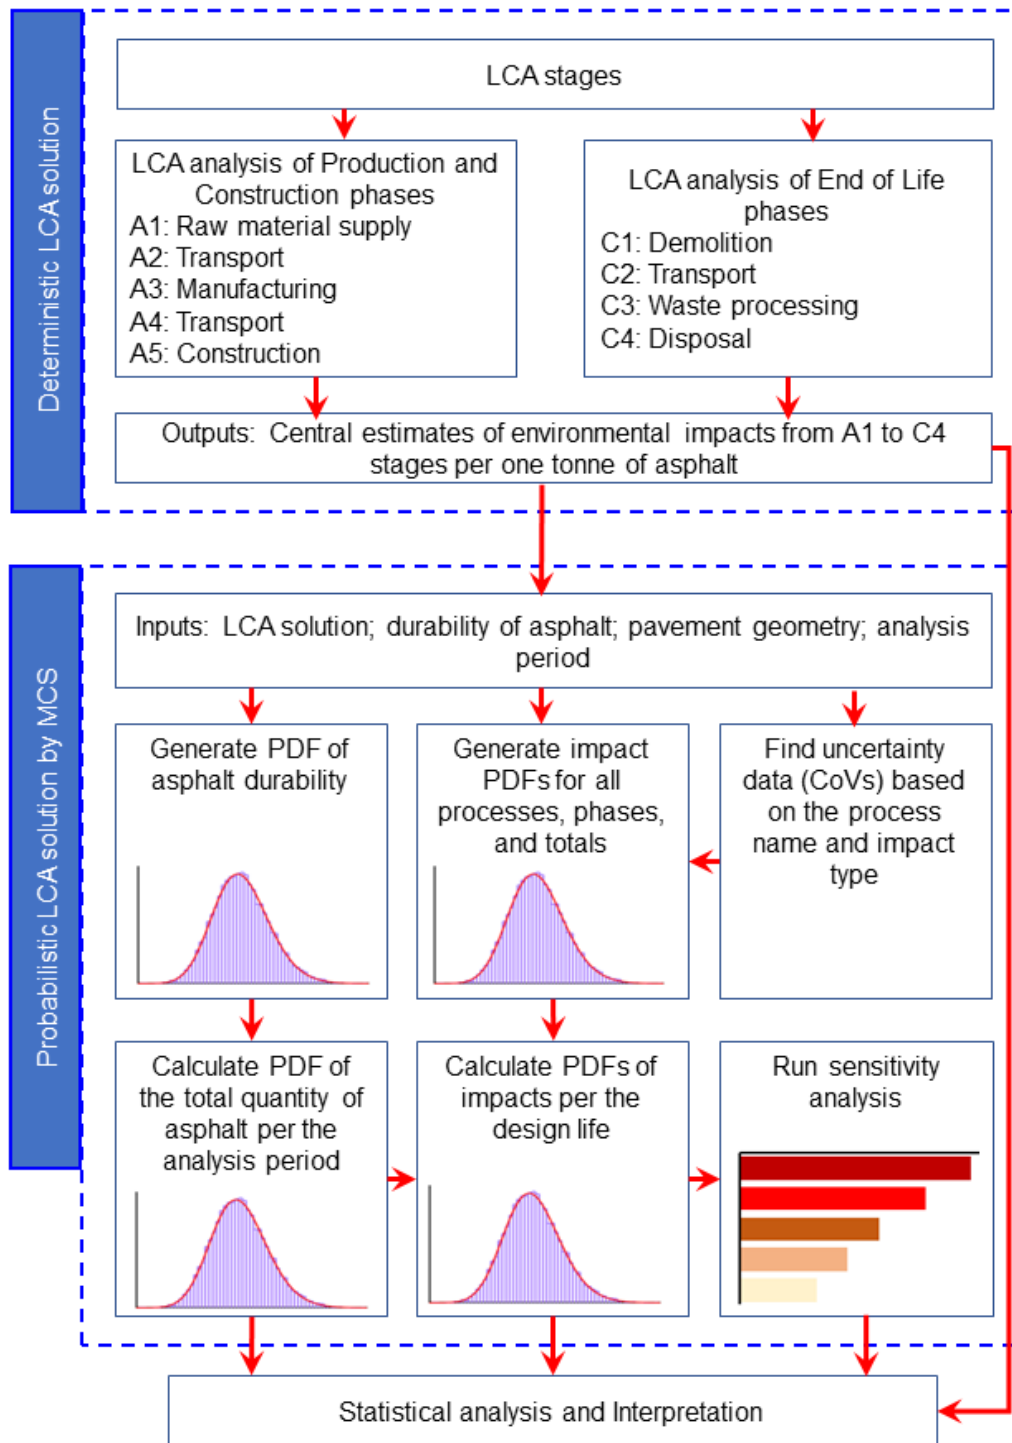 Deterministic LCA solution
LCA stages
LCA analysis of Production and
Construction phases
A1: Raw material supply
A2: Transport
A3: Manufacturing
A4: Transport
A5: Construction
LCA analysis of End of Life
phases
C1: Demolition
C2: Transport
C3: Waste processing
C4: Disposal
Outputs: Central estimates of environmental impacts from A1 to C4
stages per one tonne of asphalt
Probabilistic LCA solution by MCS
Inputs: LCA solution; durability of asphalt; pavement geometry; analysis
period
Generate PDF of
asphalt durability
Generate impact
PDFs for all
processes, phases,
and totals
Find uncertainty
data (CoVs) based
on the process
name and impact
type
Calculate PDF of
the total quantity of
asphalt per the
analysis period
Calculate PDFs of
impacts per the
design life
Run sensitivity
analysis
Statistical analysis and Interpretation